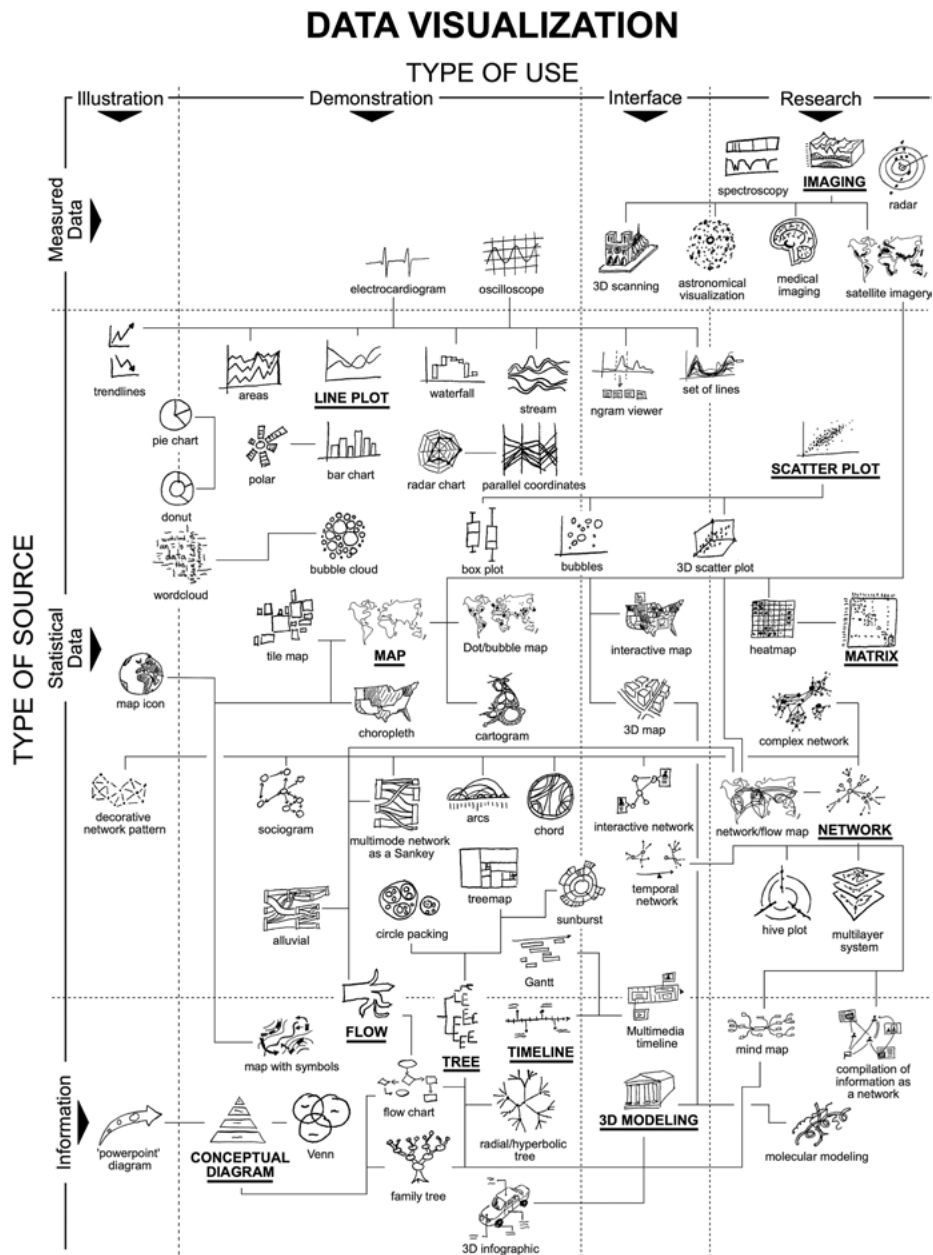 DATA VISUALIZATION
TYPE OF USE
Illustration
Demonstration
Interface
Research
TYPE OF SOURCE
Measured
Data
spectroscopy
IMAGING
radar
electrocardiogram
oscilloscope
3D scanning
astronomical
visualization
medical
imaging
satellite imagery
trendlines
areas
LINE PLOT
waterfall
stream
ngram viewer
set of lines
pie chart
polar
bar chart
radar chart
parallel coordinates
SCATTER PLOT
donut
wordcloud
bubble cloud
box plot
bubbles
3D scatter plot
Statistical
Data
tile map
MAP
Dot/bubble map
interactive map
heatmap
MATRIX
map icon
choropleth
cartogram
3D map
complex network
decorative
network pattern
sociogram
multimode network
as a Sankey
arcs
chord
interactive network
network/flow map
NETWORK
alluvial
circle packing
treemap
sunburst
temporal
network
hive plot
multilayer
system
Gantt
FLOW
TREE
TIMELINE
Multimedia
timeline
mind map
compilation of
information as
a network
map with symbols
flow chart
Information
'powerpoint'
diagram
CONCEPTUAL
DIAGRAM
Venn
family tree
radial/hyperbolic
tree
3D MODELING
molecular modeling
3D infographic